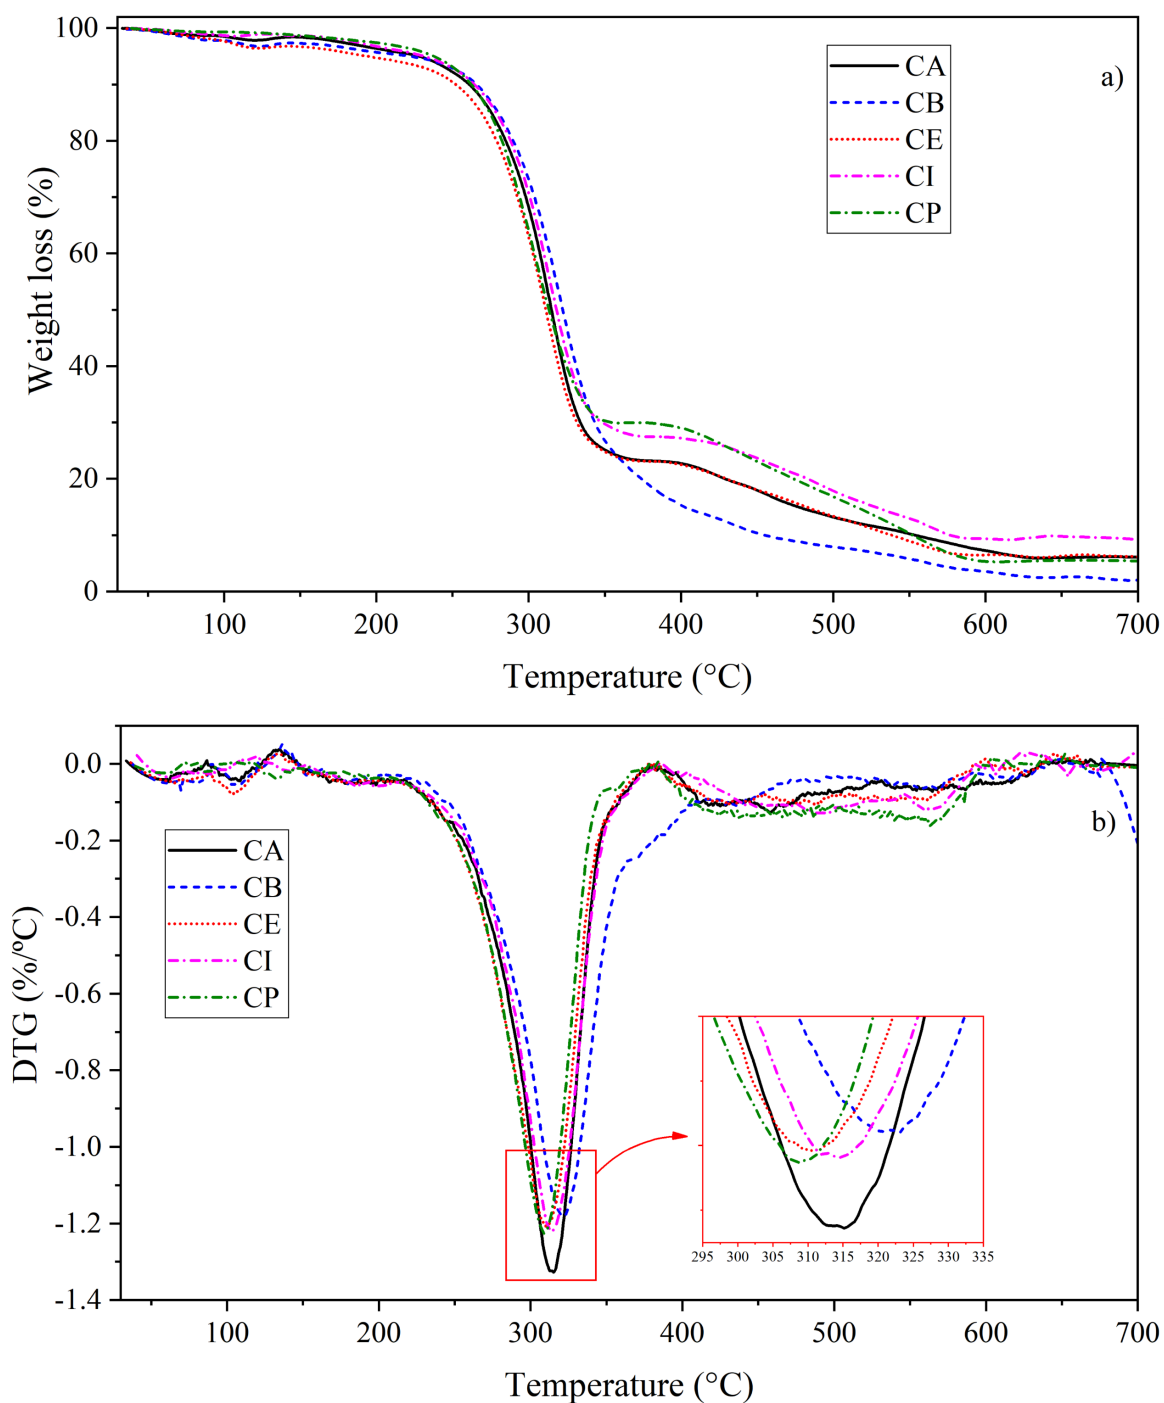 100
80
60
40
20
0
Weight loss (%)
CA
CB
CE
CI
CP
a)
100 200 300 400 500 600 700
Temperature (°C)
0.0
-0.2
-0.4
-0.6
-0.8
-1.0
-1.2
-1.4
DTG (%/ºC)
CA
CB
CE
CI
CP
b)
295 300 305 310 315 320 325 330 335
100 200 300 400 500 600 700
Temperature (°C)